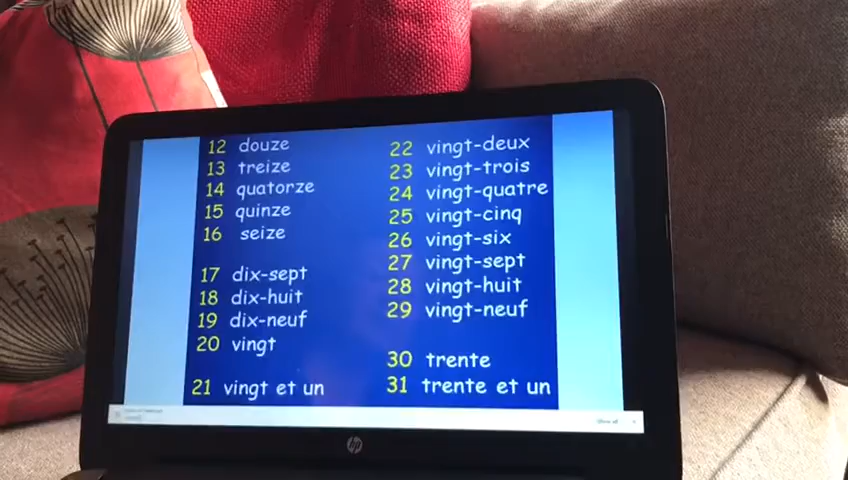 12 douze
13 treize
14 quatorze
15 quinze
16 seize
17 dix-sept
18 dix-huit
19 dix-neuf
20 vingt
21 vingt et un
22 vingt-deux
23 vingt-trois
24 vingt-quatre
25 vingt-cinq
26 vingt-six
27 vingt-sept
28 vingt-huit
29 vingt-neuf
30 trente
31 trente et un
Show all
hp